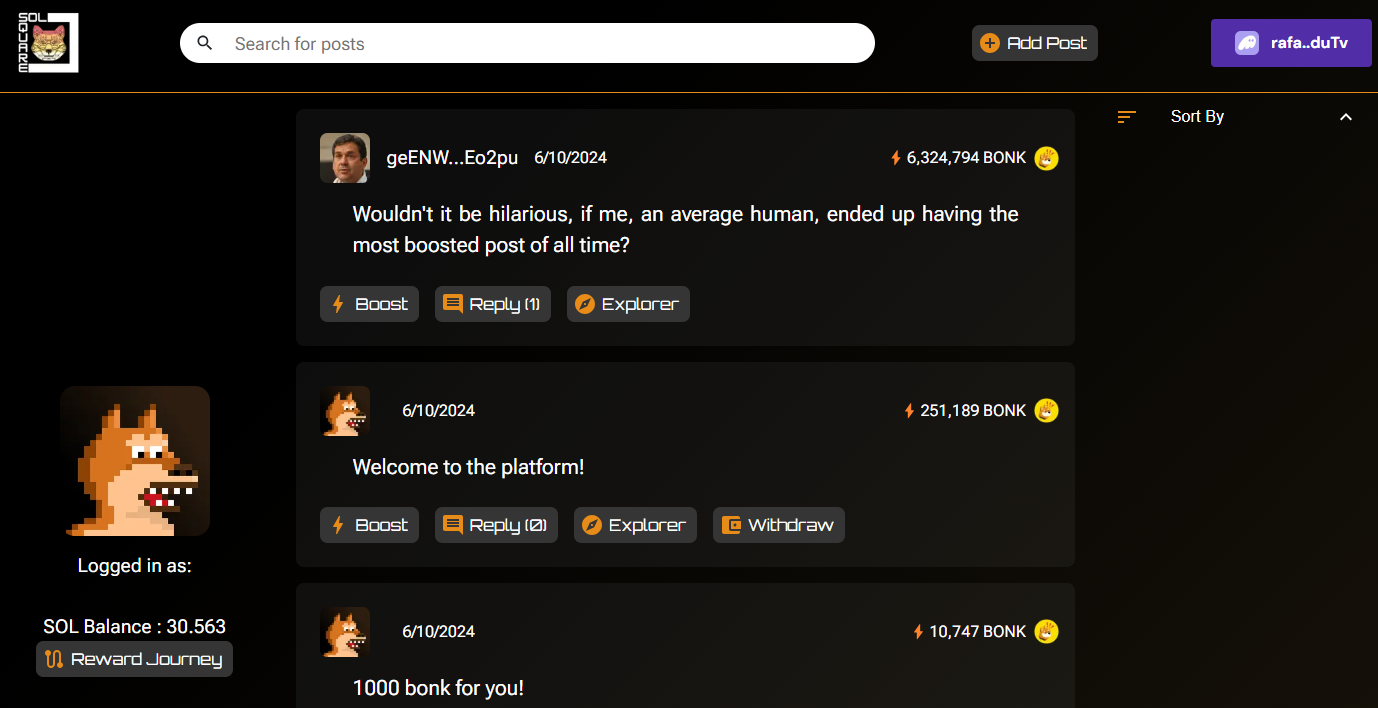 SOL
SQUARE
Search for posts
Add Post
rafa..duTv
Sort By
geENW...Eo2pu 6/10/2024 6,324,794 BONK
Wouldn't it be hilarious, if me, an average human, ended up having the
most boosted post of all time?
Boost Reply (1) Explorer
6/10/2024 251,189 BONK
Welcome to the platform!
Boost Reply (0) Explorer Withdraw
Logged in as:
SOL Balance : 30.563
Reward Journey
6/10/2024 10,747 BONK
1000 bonk for you!